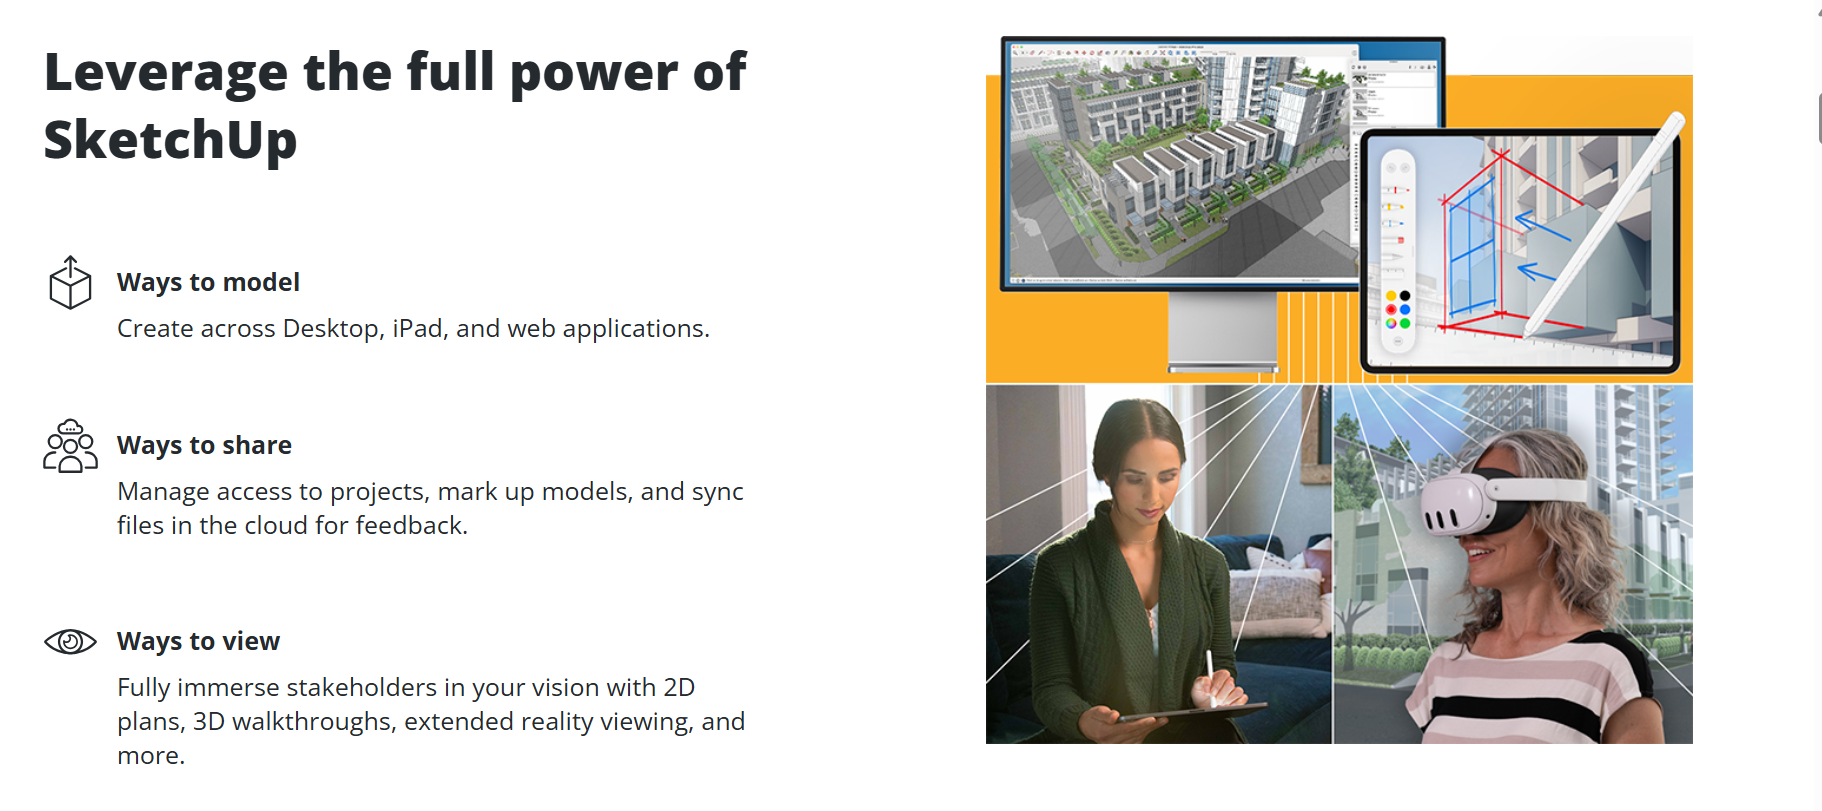 Leverage the full power of
SketchUp
Ways to model
Create across Desktop, iPad, and web applications.
Ways to share
Manage access to projects, mark up models, and sync
files in the cloud for feedback.
Ways to view
Fully immerse stakeholders in your vision with 2D
plans, 3D walkthroughs, extended reality viewing, and
more.